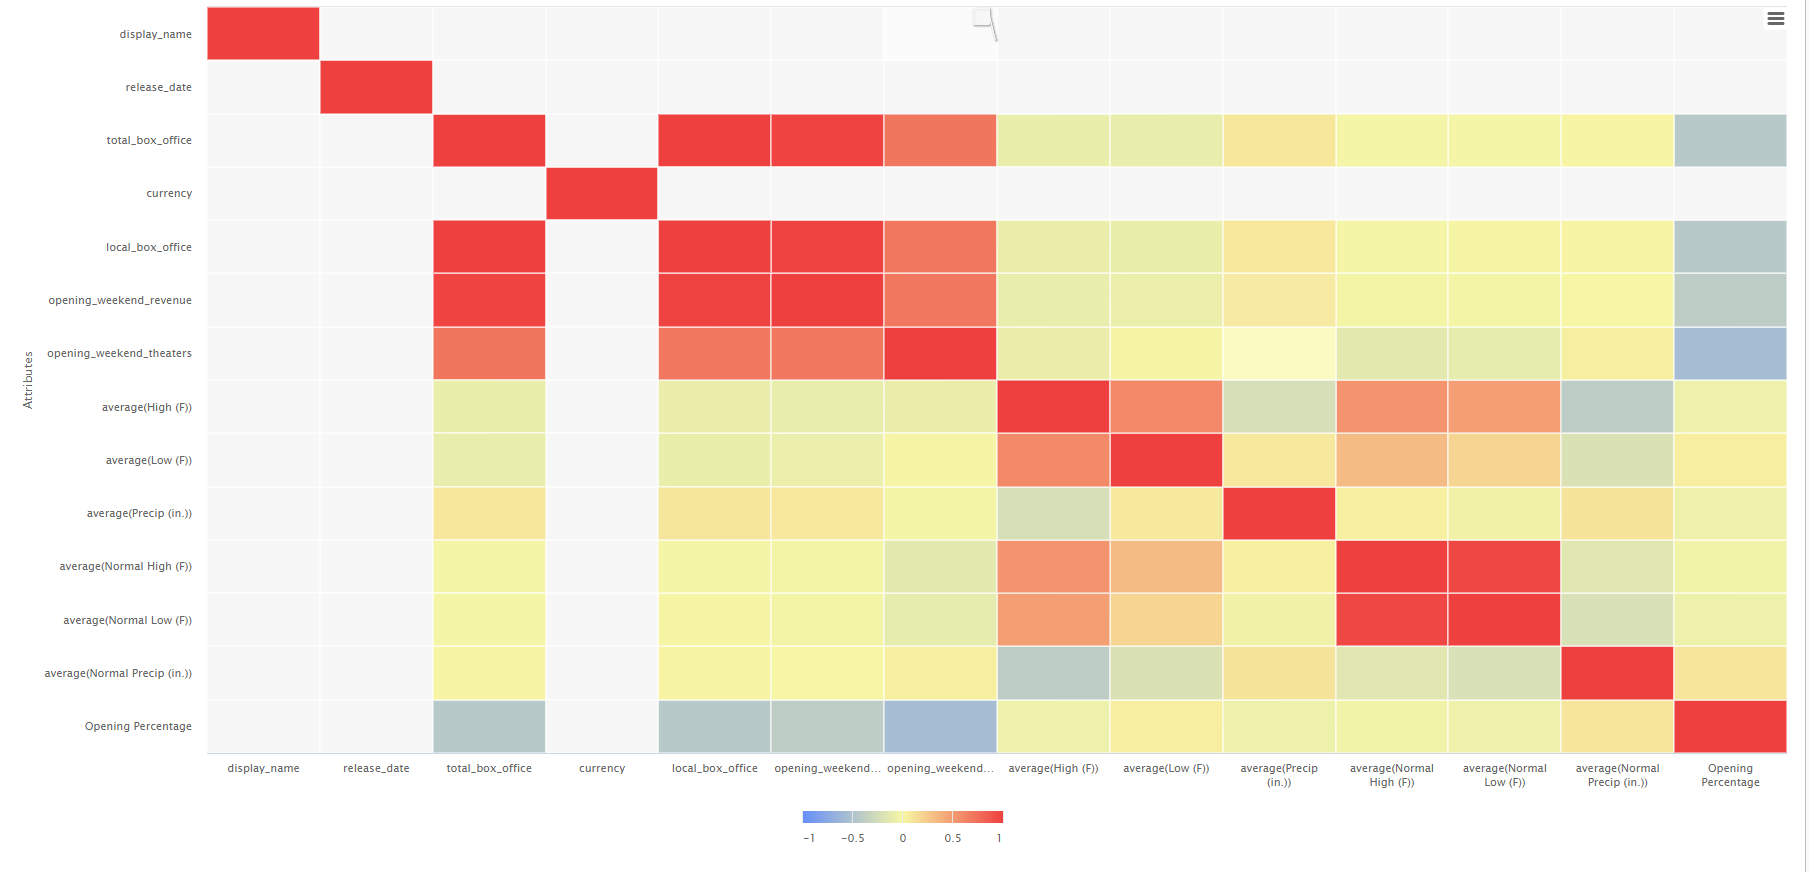 display_name
release_date
total_box_office
currency
local_box_office
opening_weekend_revenue
opening_weekend_theaters
average(High (F))
average(Low (F))
average(Precip (in.))
average(Normal High (F))
average(Normal Low (F))
average(Normal Precip (in.))
Opening Percentage
Attributes
display_name release_date total_box_office currency local_box_office opening_weekend... opening_weekend... average(High (F)) average(Low (F)) average(Precip average(Normal average(Normal average(Normal Opening
(in.)) High (F)) Low (F)) Precip (in.)) Percentage
-1 -0.5 0 0.5 1